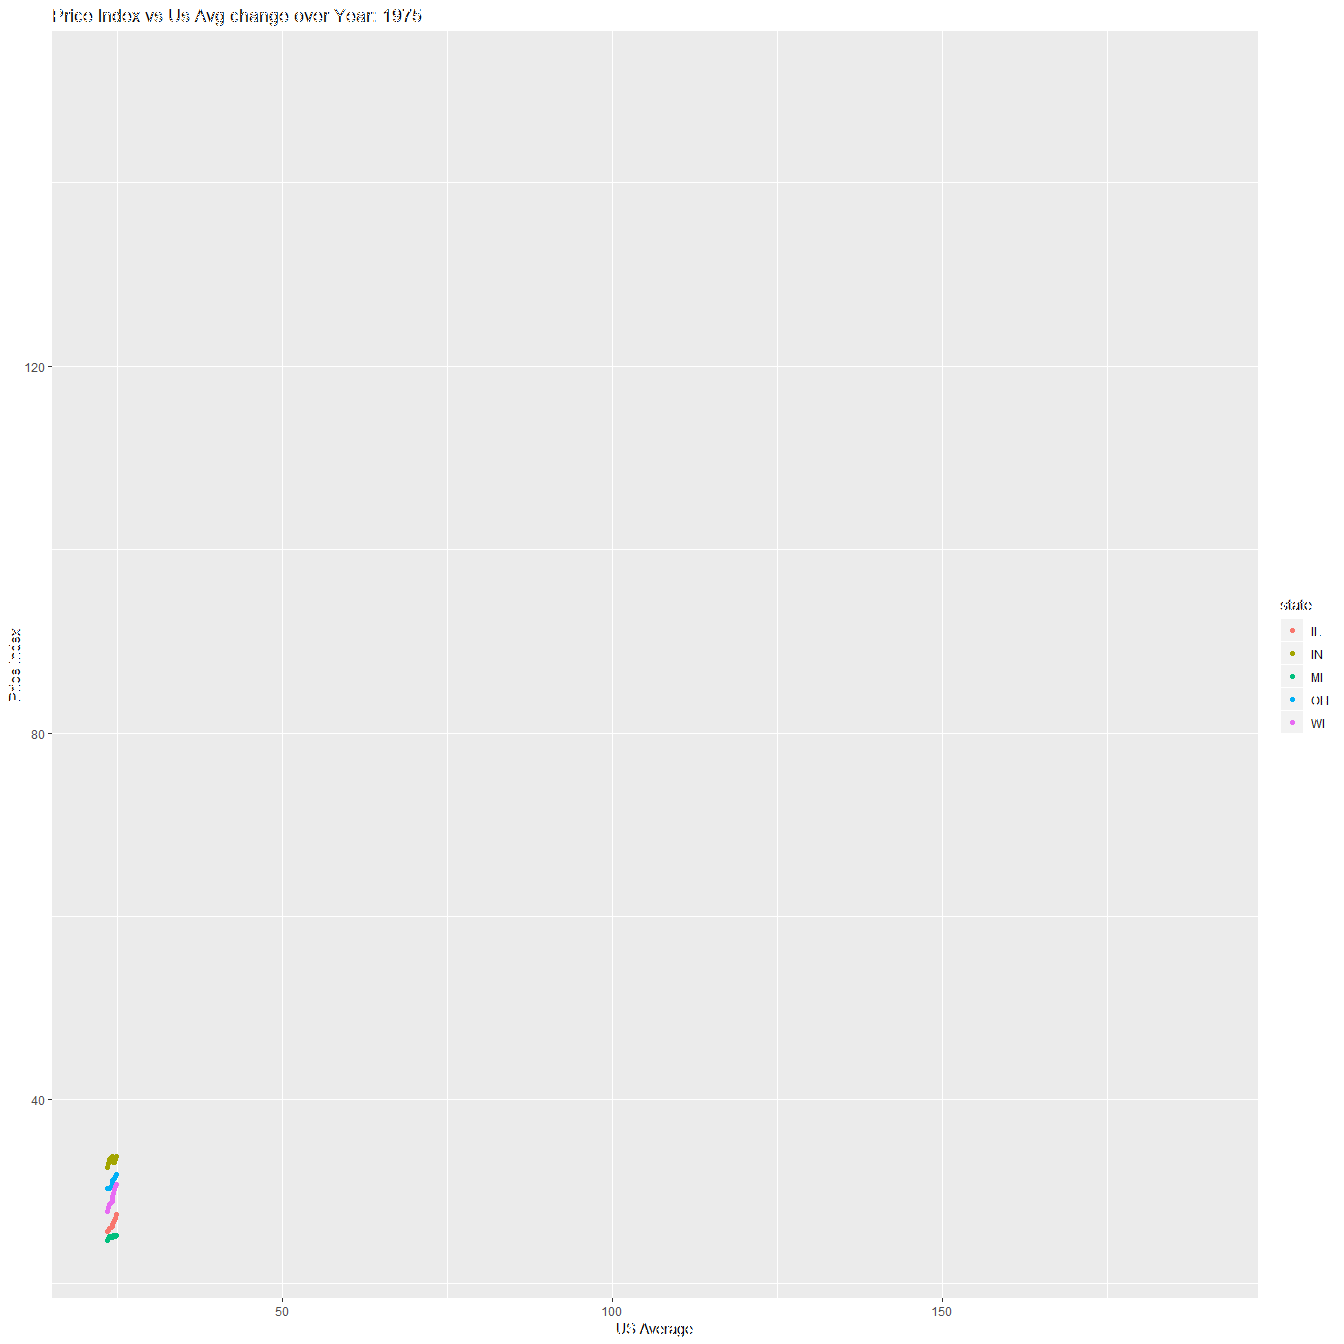 Price Index vs Us Avg change over Year: 1975
120
80
40
Price Index
50
100
150
US Average
state
IL
IN
MI
OH
WI